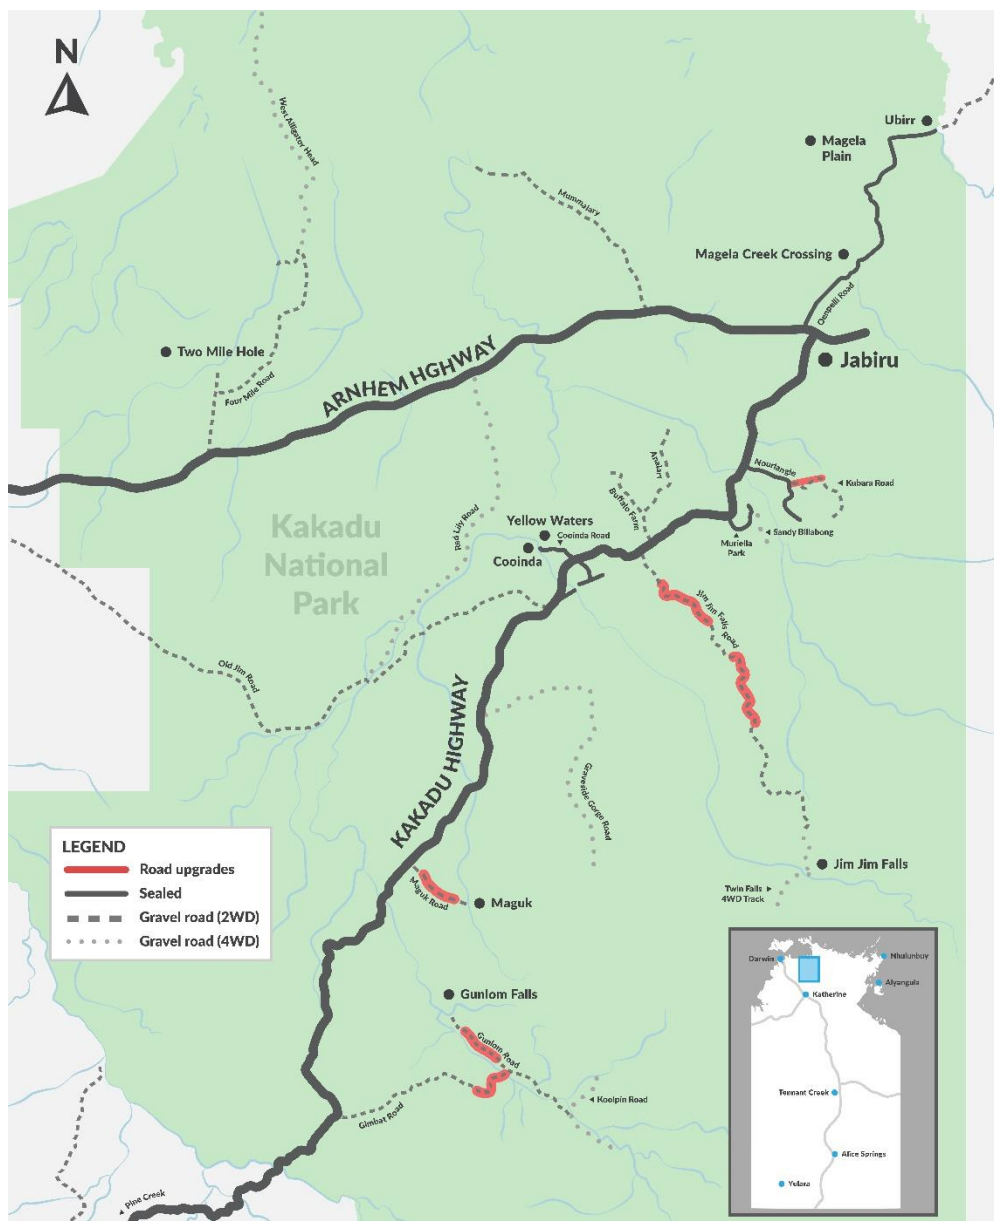 N
West Alligator Head
Ubirr
Magela
Plain
Mummalary
Magela Creek Crossing
Oenpelli Road
Two Mile Hole
ARNHEM HGHWAY
Jabiru
Four Mile Road
Analart
Nourlangie
Kubara Road
Buffalo Farm
Red Lily Road
Yellow Waters
Cooinda Road
Cooinda
Muriella
Park
Sandy Billabong
Kakadu
National
Park
Jim Jim Falls Road
Old Jim Road
KAKADU HIGHWAY
Graveside Gorge Road
LEGEND
Road upgrades
Sealed
Gravel road (2WD)
Gravel road (4WD)
Jim Jim Falls
Twin Falls
4WD Track
Maguk Road
Maguk
Gunlom Falls
Gunlom Road
Koolpin Road
Gimbat Road
Pine Creek
Darwin
Nhulunbuy
Alyangula
Katherine
Tennant Creek
Alice Springs
Yulara